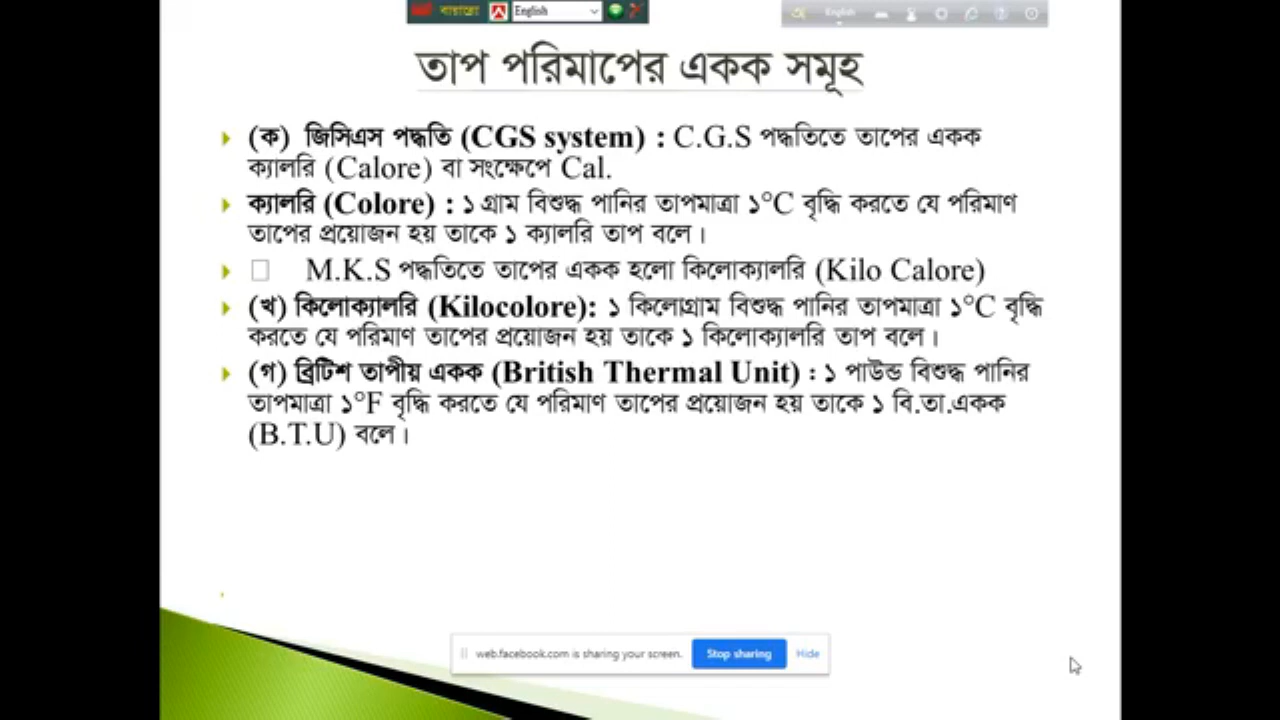 English
English
তাপ পরিমাপের একক সমূহ
(ক) জিসিএস পদ্ধতি (CGS system) : C.G.S পদ্ধতিতে তাপের একক
ক্যালরি (Calore) বা সংক্ষেপে Cal.
ক্যালরি (Colore) : ১ গ্রাম বিশুদ্ধ পানির তাপমাত্রা ১°C বৃদ্ধি করতে যে পরিমাণ
তাপের প্রয়োজন হয় তাকে ১ ক্যালরি তাপ বলে।
M.K.S পদ্ধতিতে তাপের একক হলো কিলোক্যালরি (Kilo Calore)
(খ) কিলোক্যালরি (Kilocolore): ১ কিলোগ্রাম বিশুদ্ধ পানির তাপমাত্রা ১°C বৃদ্ধি
করতে যে পরিমাণ তাপের প্রয়োজন হয় তাকে ১ কিলোক্যালরি তাপ বলে।
(গ) ব্রিটিশ তাপীয় একক (British Thermal Unit) : ১ পাউন্ড বিশুদ্ধ পানির
তাপমাত্রা ১°F বৃদ্ধি করতে যে পরিমাণ তাপের প্রয়োজন হয় তাকে ১ বি.তা.একক
(B.T.U) বলে।
web.facebook.com is sharing your screen. Stop sharing Hide